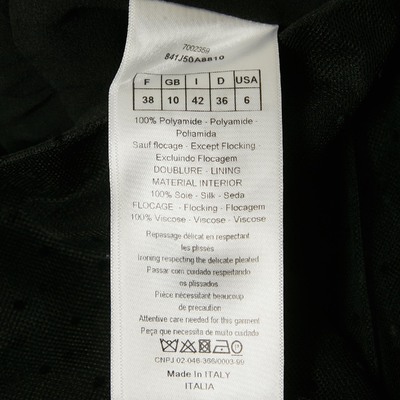 7002959
841J50A8810
F GB I D USA
38 10 42 36 6
100% Polyamide - Polyamide -
Poliamida
Sauf flocage - Except Flocking -
Excluindo Flocagem
DOUBLURE - LINING
MATERIAL INTERIOR
100% Soie - Silk - Seda
FLOCAGE - Flocking - Flocagem
100% Viscose - Viscose - Viscose
Repassage délicat en respectant
les plissés
Ironing respecting the delicate pleated
Passar com cuidado respeitando
os plissados
Pièce nécessitant beaucoup
de précaution
Attentive care needed for this garment
Peça que necessita de muito cuidado
CNPJ 02-046-366/0003-99
Made In ITALY
ITALIA